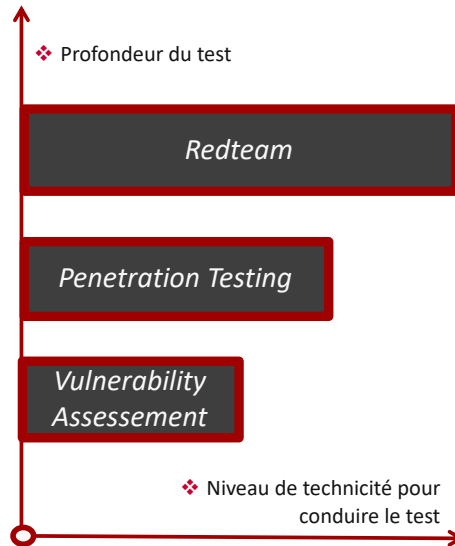 ❖ Profondeur du test
Redteam
Penetration Testing
Vulnerability
Assessement
❖ Niveau de technicité pour
conduire le test